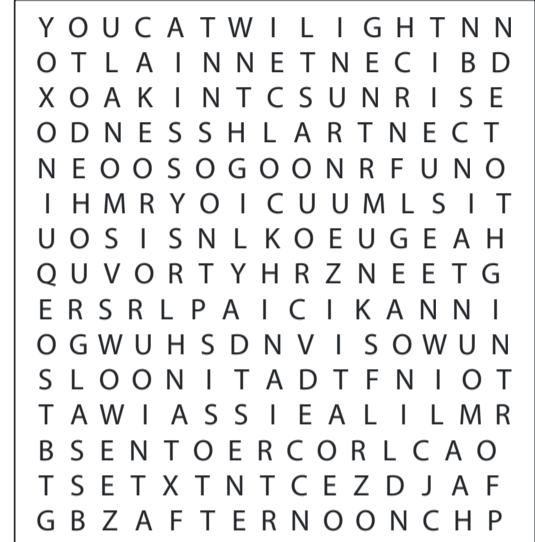 Y O U C A T W I L I G H T N N
O T L A I N N E T N E C I B D
X O A K I N T C S U N R I S E
O D N E S S H L A R T N E C T
N E O O S O G O O N R F U N O
I H M R Y O I C U U M L S I T
U O S I S N L K O E U G E A H
Q U V O R T Y H R Z N E E T G
E R S R L P A I C I K A N N I
O G W U H S D N V I S O W U N
S L O O N I T A D T F N I O T
T A W I A S S I E A L I L M R
B S E N T O E R C O R L C A O
T S E T X T N T C E Z D J A F
G B Z A F T E R N O O N C H P